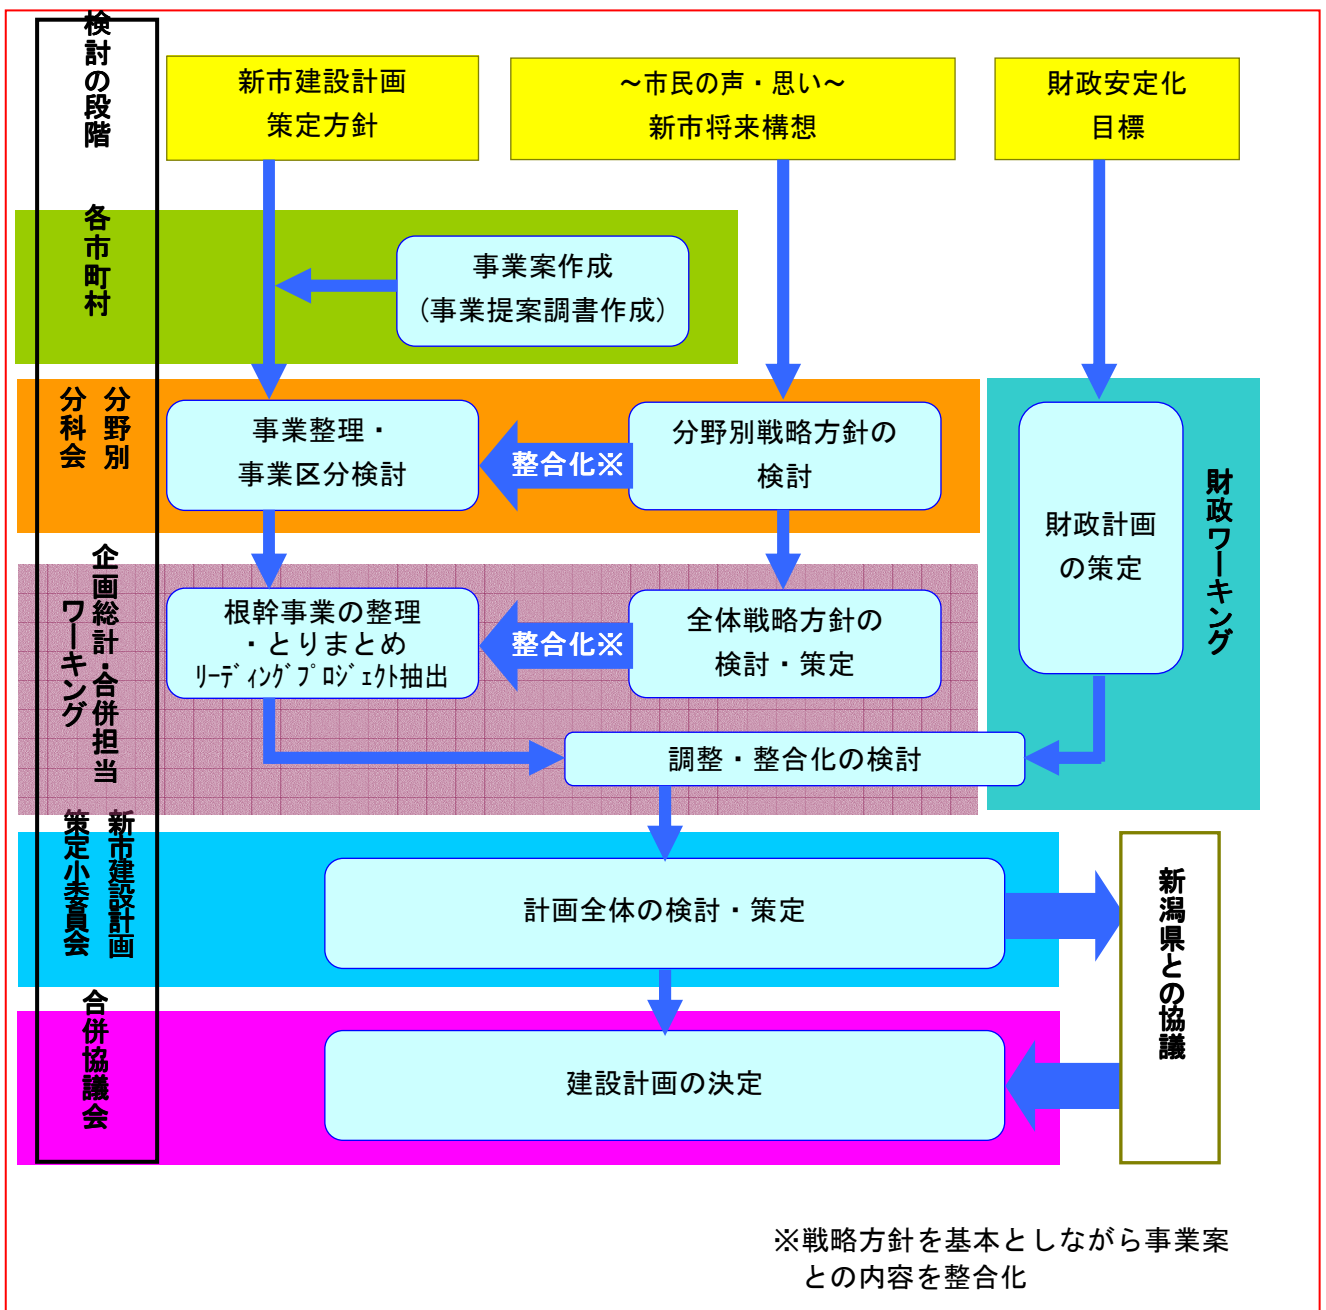 検討の段階
新市建設計画
策定方針
～市民の声・思い～
新市将来構想
財政安定化
目標
各市町村
事業案作成
(事業提案調書作成)
分野別
分科会
事業整理・
事業区分検討
整合化※
分野別戦略方針の
検討
財政計画
の策定
財政ワーキング
企画総計・合併担当
ワーキング
根幹事業の整理
・とりまとめ
ﾘｰﾃﾞｨﾝｸﾞﾌﾟﾛｼﾞｪｸﾄ抽出
整合化※
全体戦略方針の
検討・策定
調整・整合化の検討
新市建設計画
策定小委員会
計画全体の検討・策定
新潟県との協議
合併協議会
建設計画の決定
※戦略方針を基本としながら事業案
との内容を整合化